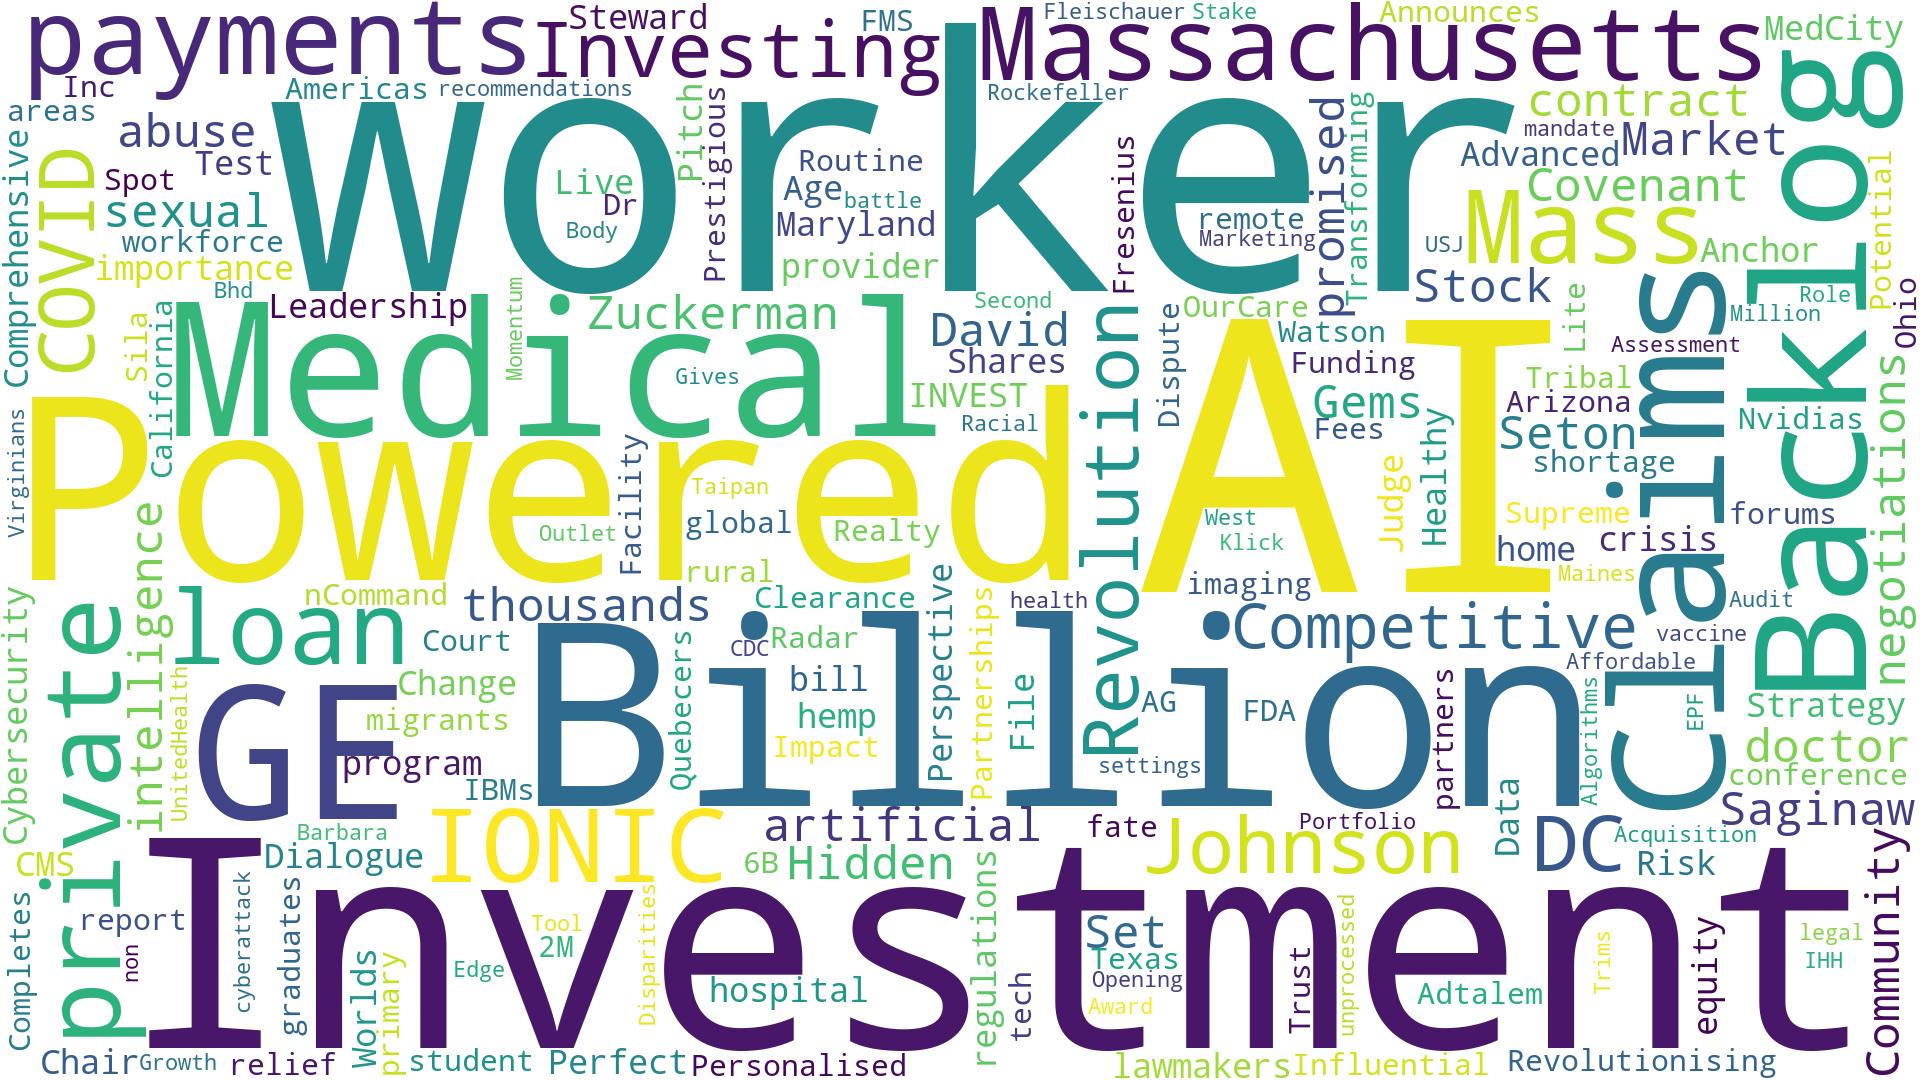 payments
Steward
Investing
FMS
Massachusetts
Fleischauer
Stake
Announces
MedCity
Inc
Americas
recommendations
Rockefeller
areas
abuse
Test
Spot
sexual
workforce
importance
Bhd
COVID
Comprehensive
worker
Live
Dr
Body
Pitch
Prestigious
Routine
Age
battle
Maryland
provider
Fresenius
remote
Marketing
promised
Transforming
contract
mandate
Market
Advanced
Covenant
USJ
Mass
Anchor
Stock
Backlog
Potential
Leadership
Sila
California
Medical
Momentum
Zuckerman
Gives
David
Second
Shares
INVEST
Racial
Revolution
Dispute
OurCare
Watson
Funding
Gems
Fees
Healthy
Judge
Lite
Tribal
Arizona
Seton
shortage
Assessment
Million
Role
Ohio
Nvidias
negotiations
Claims
Virginians
Powered
AI
Facility
Taipan
Outlet
global
Realty
rural
West
Klick
imaging
Supreme
home
crisis
forums
Maines
Audit
vaccine
Cybersecurity
private
intelligence
loan
nCommand
Court
thousands
Clearance
CDC
Radar
health
Perspective
Partnerships
Competitive
Affordable
GE
Change
migrants
UnitedHealth
program
IBMs
Quebecers
Billion
bill
hemp
Impact
File
AG
FDA
settings
partners
Data
Algorithms
EPF
Strategy
doctor
conference
Saginaw
IONIC
Barbara
Dialogue
artificial
6B
Hidden
fate
Johnson
Portfolio
DC
Acquisition
Risk
Community
CMS
Completes
report
non
cyberattack
graduates
Worlds
primary
Investment
Edge
Tool
2M
Disparities
hospital
regulations
tech
Set
Texas
Opening
Award
Trust
unprocessed
Adtalem
Trims
equity
legal
IHH
Chair
Growth
relief
student
Perfect
Personalised
lawmakers
Influential
Revolutionising